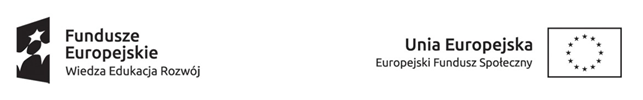 Fundusze
Europejskie
Wiedza Edukacja Rozwój
Unia Europejska
Europejski Fundusz Społeczny